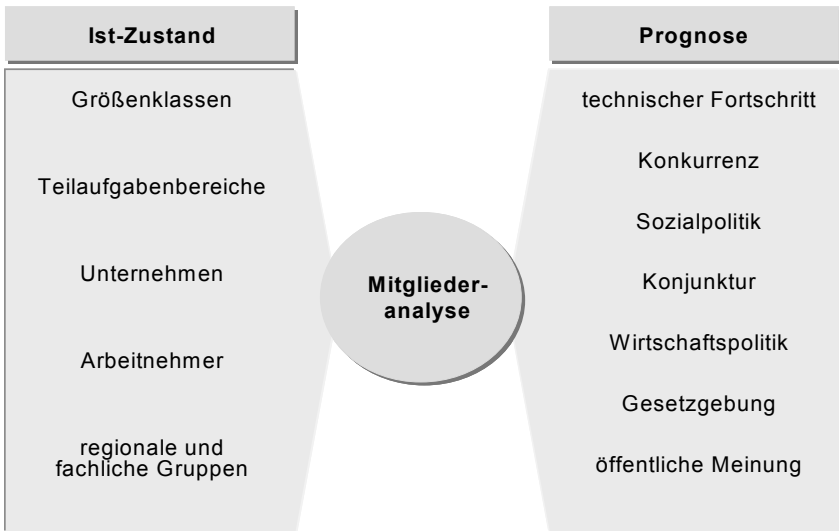 Ist-Zustand
Größenklassen
Teilaufgabenbereiche
Unternehmen
Arbeitnehmer
regionale und
fachliche Gruppen
Mitglieder-
analyse
Prognose
technischer Fortschritt
Konkurrenz
Sozialpolitik
Konjunktur
Wirtschaftspolitik
Gesetzgebung
öffentliche Meinung